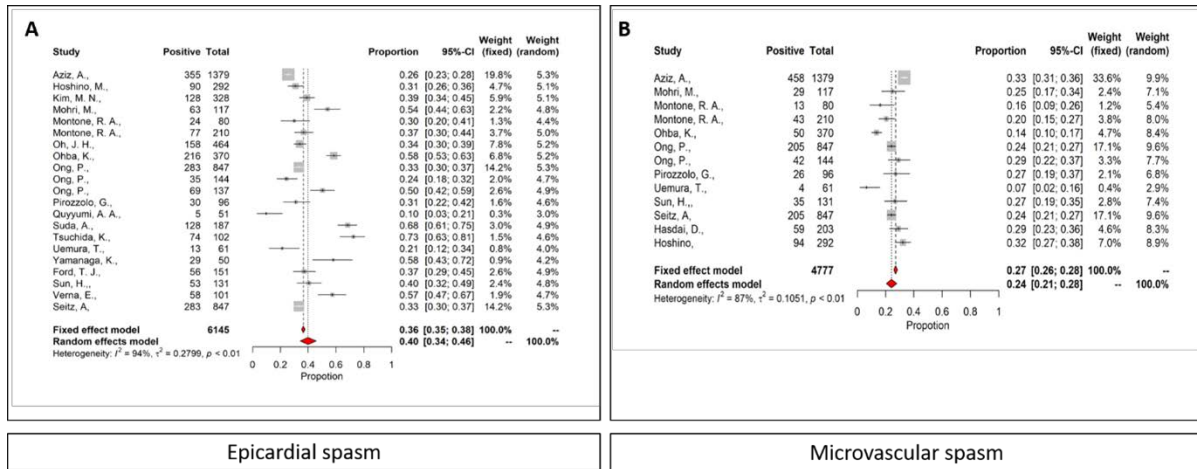 A
Study Positive Total Proportion 95%-CI Weight (fixed) Weight (random)
Aziz, A., 355 1379 0.26 [0.23; 0.28] 19.8% 5.3%
Hoshino, M., 90 292 0.31 [0.26; 0.36] 4.7% 5.1%
Kim, M. N., 128 328 0.39 [0.34; 0.45] 5.9% 5.1%
Mohri, M., 63 117 0.54 [0.44; 0.63] 2.2% 4.8%
Montone, R. A., 24 80 0.30 [0.20; 0.41] 1.3% 4.4%
Montone, R. A., 77 210 0.37 [0.30; 0.44] 3.7% 5.0%
Oh, J. H., 158 464 0.34 [0.30; 0.39] 7.8% 5.2%
Ohba, K., 216 370 0.58 [0.53; 0.63] 6.8% 5.2%
Ong, P., 283 847 0.33 [0.30; 0.37] 14.2% 5.3%
Ong, P., 35 144 0.24 [0.18; 0.32] 2.0% 4.7%
Ong, P., 69 137 0.50 [0.42; 0.59] 2.6% 4.9%
Pirozzolo, G., 30 96 0.31 [0.22; 0.42] 1.6% 4.6%
Quyyumi, A. A., 5 51 0.10 [0.03; 0.21] 0.3% 3.0%
Suda, A., 128 187 0.68 [0.61; 0.75] 3.0% 4.9%
Tsuchida, K., 74 102 0.73 [0.63; 0.81] 1.5% 4.6%
Uemura, T., 13 61 0.21 [0.12; 0.34] 0.8% 4.0%
Yamanaga, K., 29 50 0.58 [0.43; 0.72] 0.9% 4.2%
Ford, T. J., 56 151 0.37 [0.29; 0.45] 2.7% 4.9%
Sun, H.,, 53 131 0.40 [0.32; 0.49] 2.4% 4.8%
Verna, E., 58 101 0.57 [0.47; 0.67] 1.9% 4.7%
Seitz, A, 283 847 0.33 [0.30; 0.37] 14.2% 5.3%
Fixed effect model 6145 0.36 [0.35; 0.38] 100.0% --
Random effects model 0.40 [0.34; 0.46] -- 100.0%
Heterogeneity: I² = 94%, τ² = 0.2799, p < 0.01
0 0.2 0.4 0.6 0.8 1
Propotion
Epicardial spasm
B
Study Positive Total Proportion 95%-CI Weight (fixed) Weight (random)
Aziz, A., 458 1379 0.33 [0.31; 0.36] 33.6% 9.9%
Mohri, M., 29 117 0.25 [0.17; 0.34] 2.4% 7.1%
Montone, R. A., 13 80 0.16 [0.09; 0.26] 1.2% 5.4%
Montone, R. A., 43 210 0.20 [0.15; 0.27] 3.8% 8.0%
Ohba, K., 50 370 0.14 [0.10; 0.17] 4.7% 8.3%
Ong, P., 205 847 0.24 [0.21; 0.27] 17.1% 9.6%
Ong, P., 42 144 0.29 [0.22; 0.37] 3.3% 7.7%
Pirozzolo, G., 26 96 0.27 [0.19; 0.37] 2.1% 6.8%
Uemura, T., 4 61 0.07 [0.02; 0.16] 0.4% 2.9%
Sun, H.,, 35 131 0.27 [0.19; 0.35] 2.8% 7.4%
Seitz, A, 205 847 0.24 [0.21; 0.27] 17.1% 9.6%
Hasdai, D., 59 203 0.29 [0.23; 0.36] 4.6% 8.3%
Hoshino, 94 292 0.32 [0.27; 0.38] 7.0% 8.9%
Fixed effect model 4777 0.27 [0.26; 0.28] 100.0% --
Random effects model 0.24 [0.21; 0.28] -- 100.0%
Heterogeneity: I² = 87%, τ² = 0.1051, p < 0.01
0 0.2 0.4 0.6 0.8 1
Propotion
Microvascular spasm